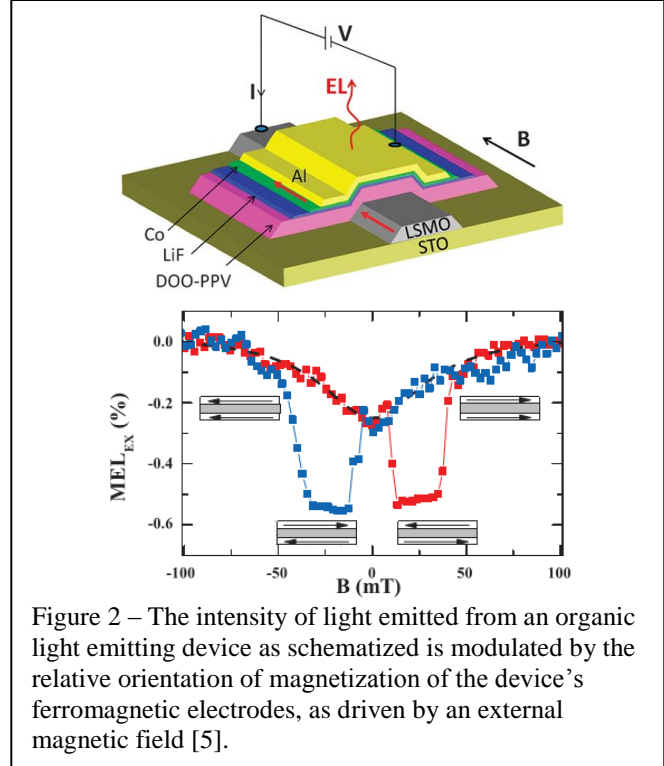 V
I
EL
B
Al
Co
LiF
DOO-PPV
LSMO
STO
MEL_EX (%)
0.0
-0.2
-0.4
-0.6
-100
-50
0
50
100
B (mT)
Figure 2 – The intensity of light emitted from an organic
light emitting device as schematized is modulated by the
relative orientation of magnetization of the device's
ferromagnetic electrodes, as driven by an external
magnetic field [5].